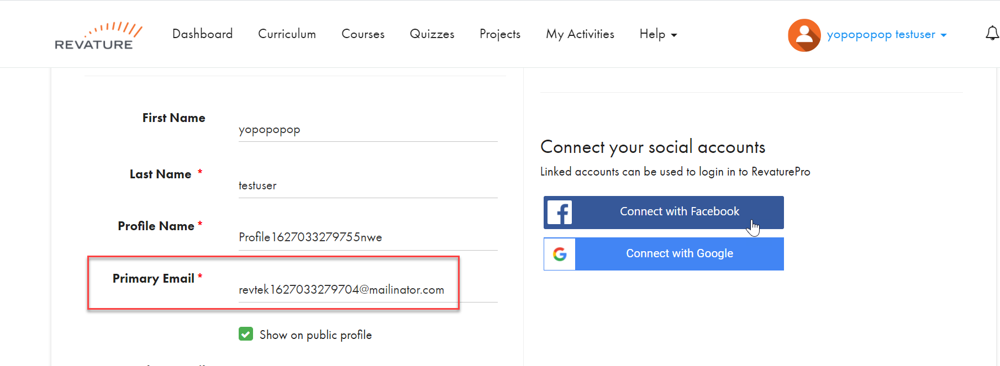 REVATURE
Dashboard
Curriculum
Courses
Quizzes
Projects
My Activities
Help
yopopopop testuser
First Name
yopopopop
Last Name *
testuser
Profile Name *
Profile1627033279755nwe
Primary Email *
revtek1627033279704@mailinator.com
Show on public profile
Connect your social accounts
Linked accounts can be used to login in to RevaturePro
Connect with Facebook
Connect with Google